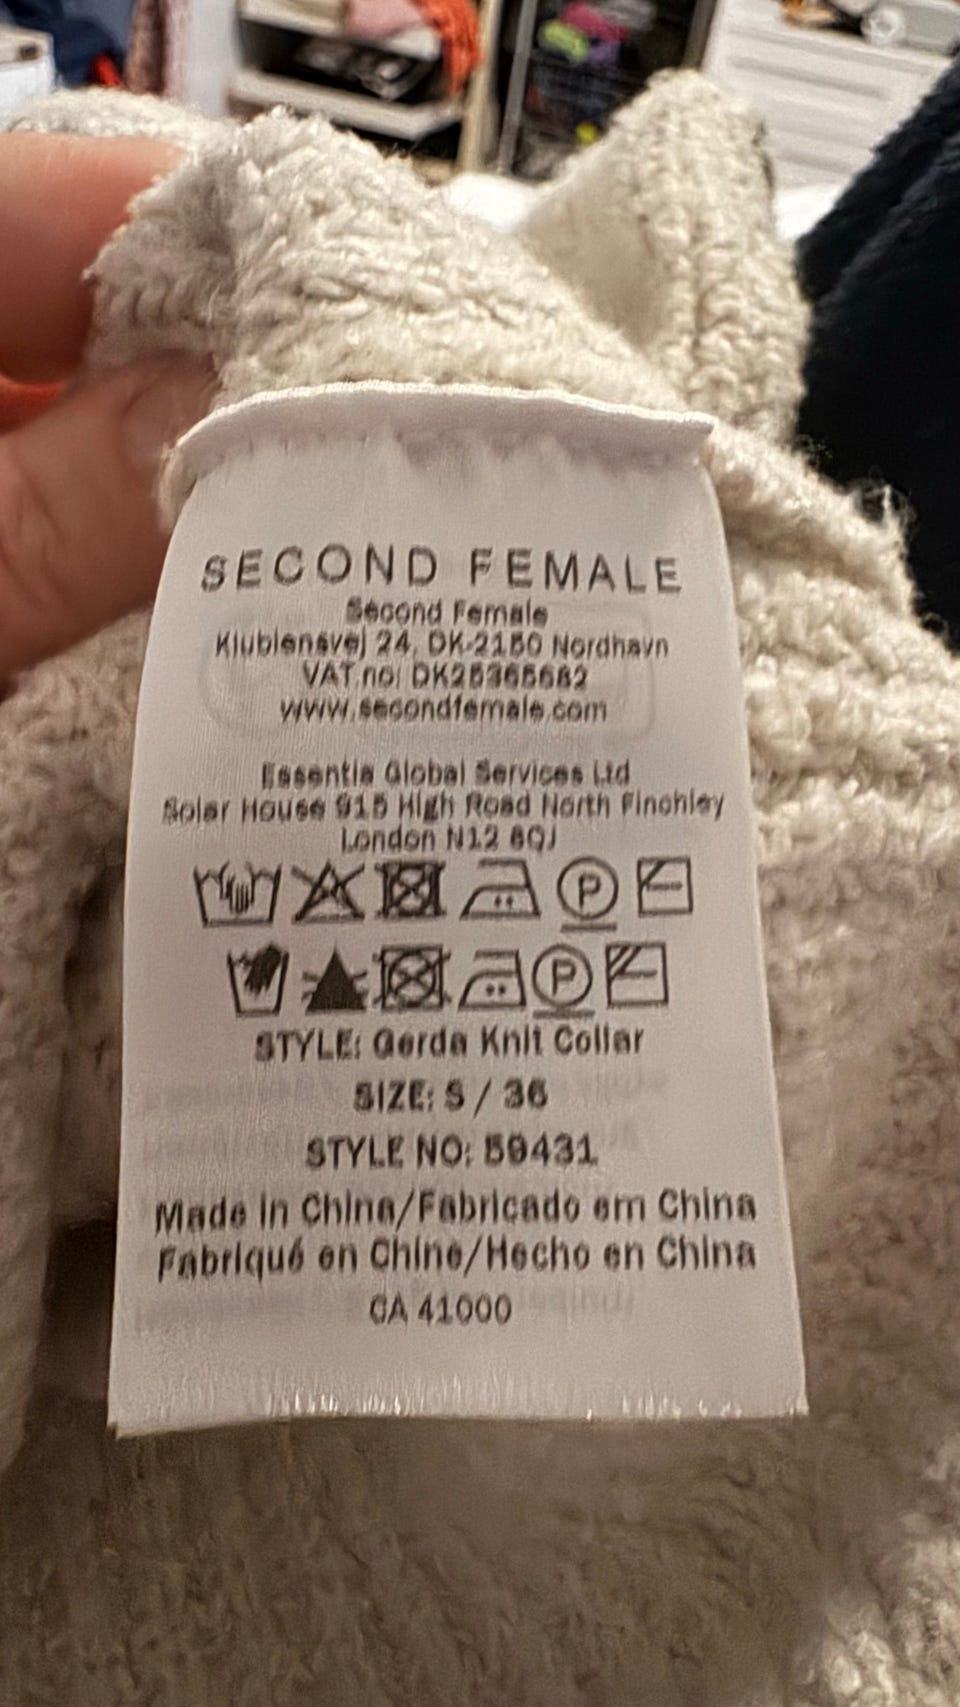 SECOND FEMALE
Second Female
Klubiensvej 24, DK-2150 Nordhavn
VAT.no: DK25365682
www.secondfemale.com
Essentia Global Services Ltd
Solar House 915 High Road North Finchley
London N12 8QJ
P
P
STYLE: Gerda Knit Collar
SIZE: S / 36
STYLE NO: 59431
Made in China/Fabricado em China
Fabriqué en Chine/Hecho en China
CA 41000